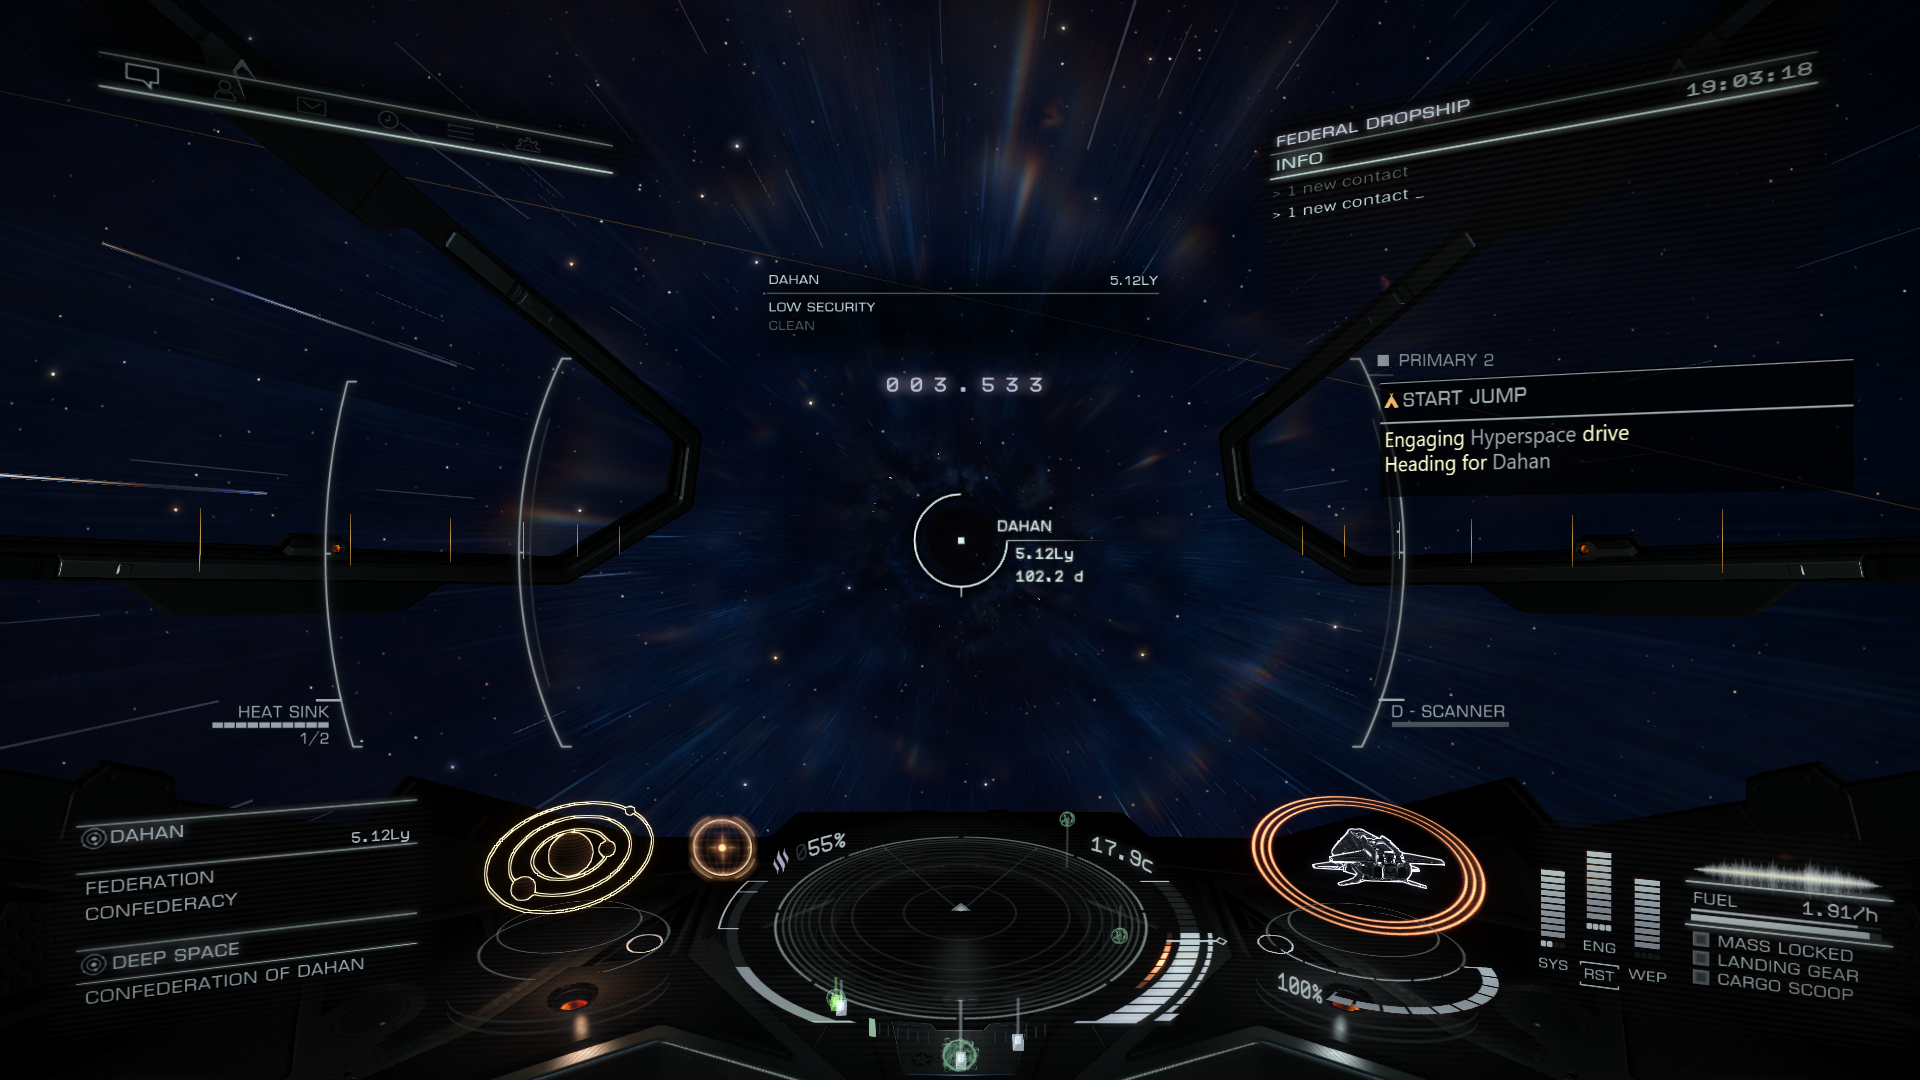 FEDERAL DROPSHIP
19:03:18
INFO
> 1 new contact
> 1 new contact _
DAHAN 5.12LY
LOW SECURITY
CLEAN
003.533
PRIMARY 2
START JUMP
Engaging Hyperspace drive
Heading for Dahan
DAHAN
5.12Ly
102.2 d
HEAT SINK
1/2
D - SCANNER
DAHAN 5.12Ly
FEDERATION
CONFEDERACY
DEEP SPACE
CONFEDERATION OF DAHAN
055%
17.9c
100%
SYS
ENG
RST
WEP
FUEL 1.91/h
MASS LOCKED
LANDING GEAR
CARGO SCOOP